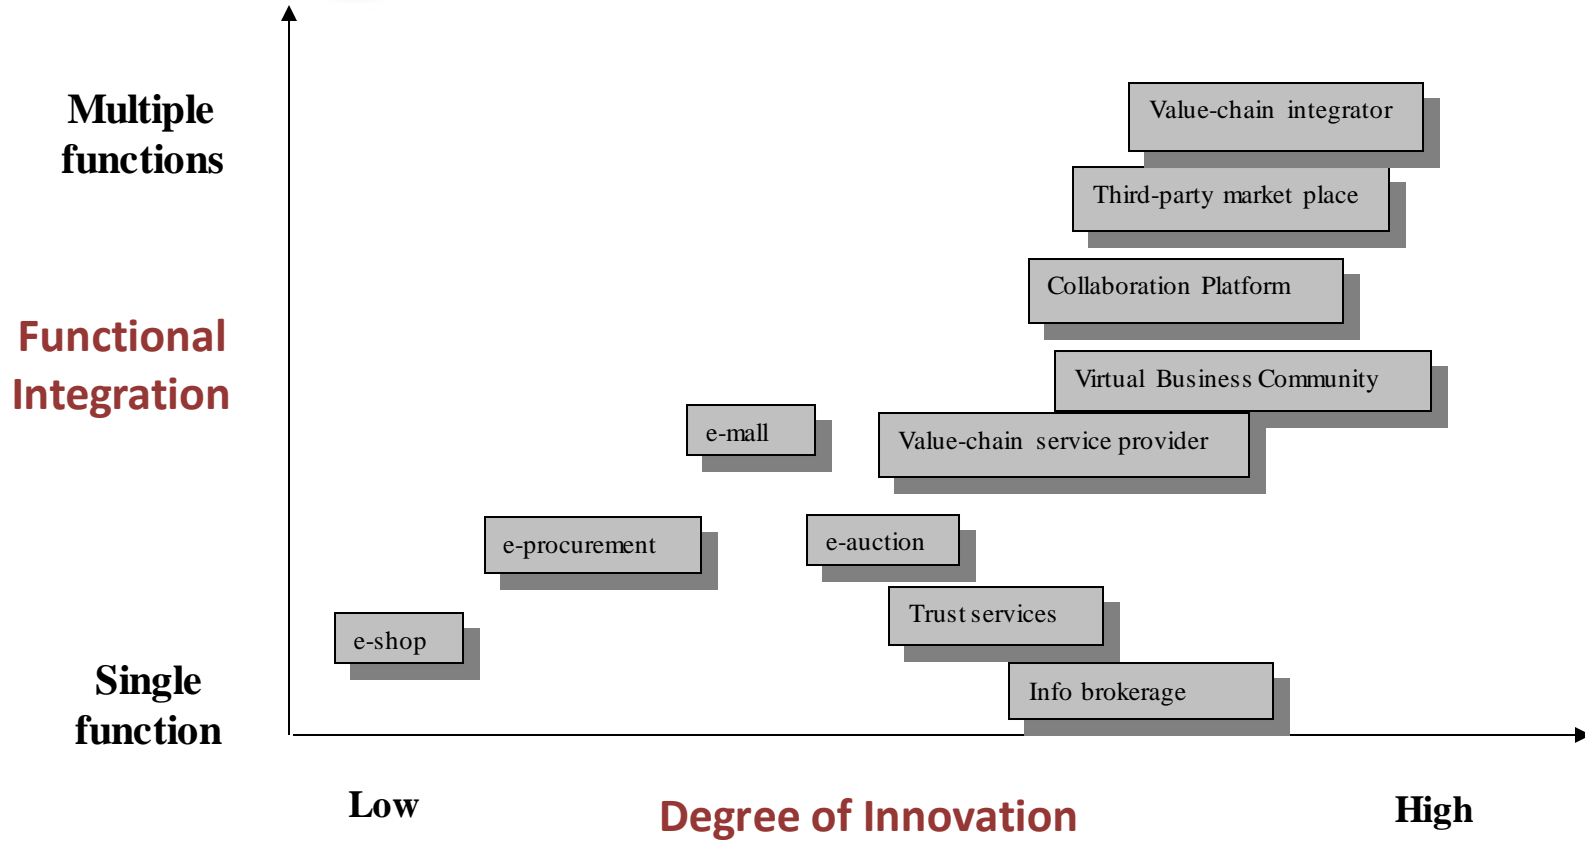 Multiple
functions
Value-chain integrator
Third-party market place
Collaboration Platform
Functional
Integration
Virtual Business Community
e-mall
Value-chain service provider
e-procurement
e-auction
Trust services
e-shop
Info brokerage
Single
function
Low
Degree of Innovation
High